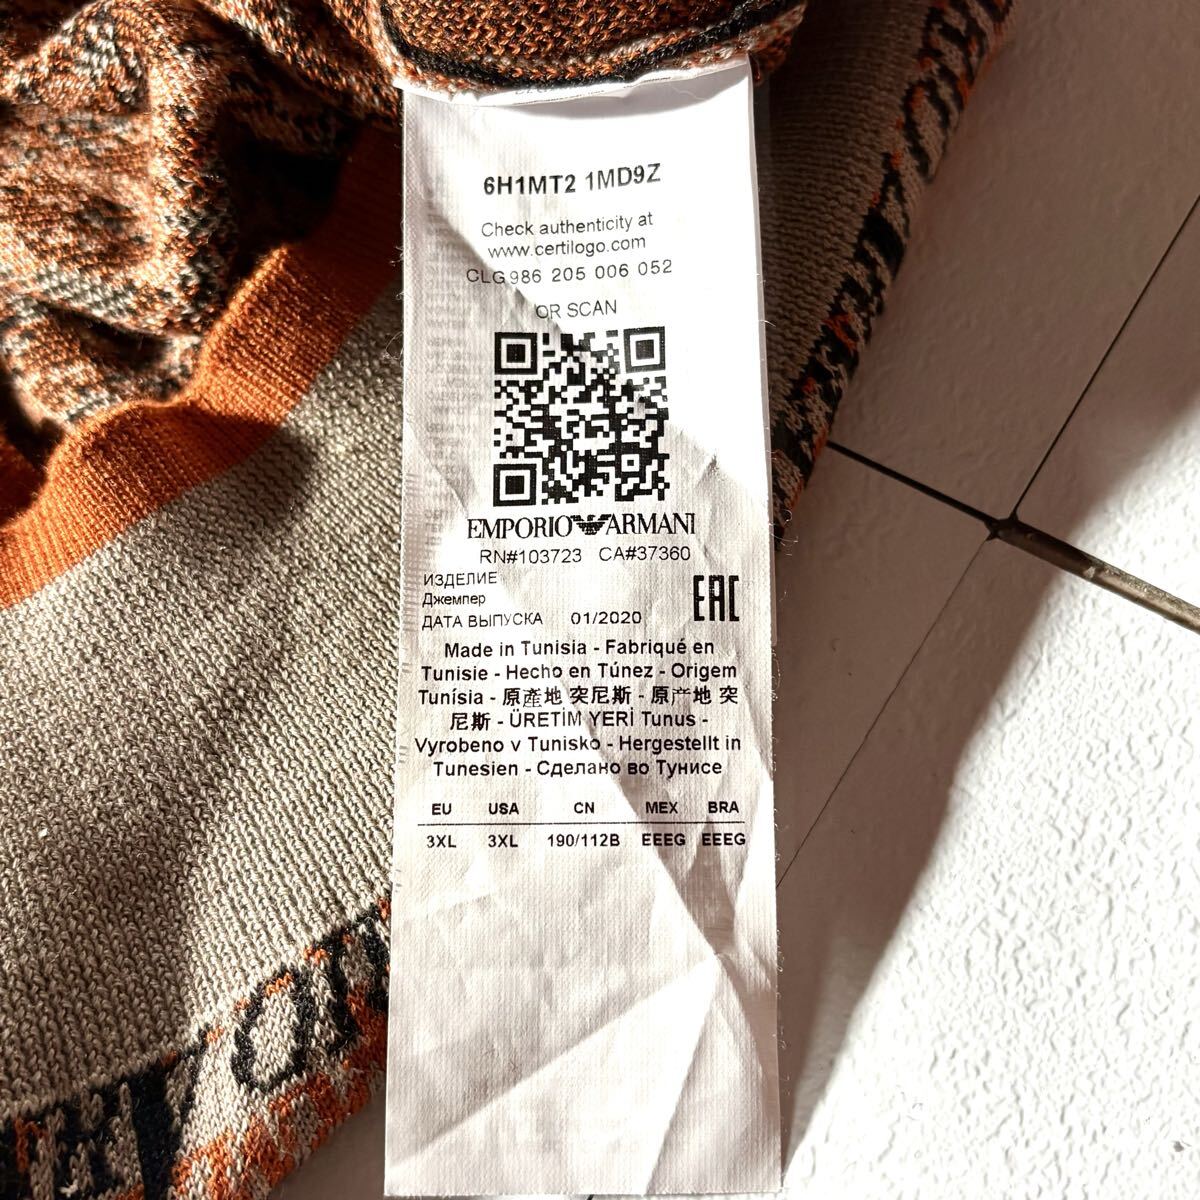 6H1MT2 1MD9Z
Check authenticity at
www.certilogo.com
CLG 986 205 006 052
OR SCAN
EMPORIO ARMANI
RN#103723 CA#37360
ИЗДЕЛИЕ
Джемпер
ДАТА ВЫПУСКА 01/2020
EAC
Made in Tunisia - Fabriqué en
Tunisie - Hecho en Túnez - Origem
Tunísia - 原產地 突尼斯 - 原产地 突
尼斯 - ÜRETİM YERİ Tunus -
Vyrobeno v Tunisko - Hergestellt in
Tunesien - Сделано во Тунисе
EU USA CN MEX BRA
3XL 3XL 190/112B EEEG EEEG